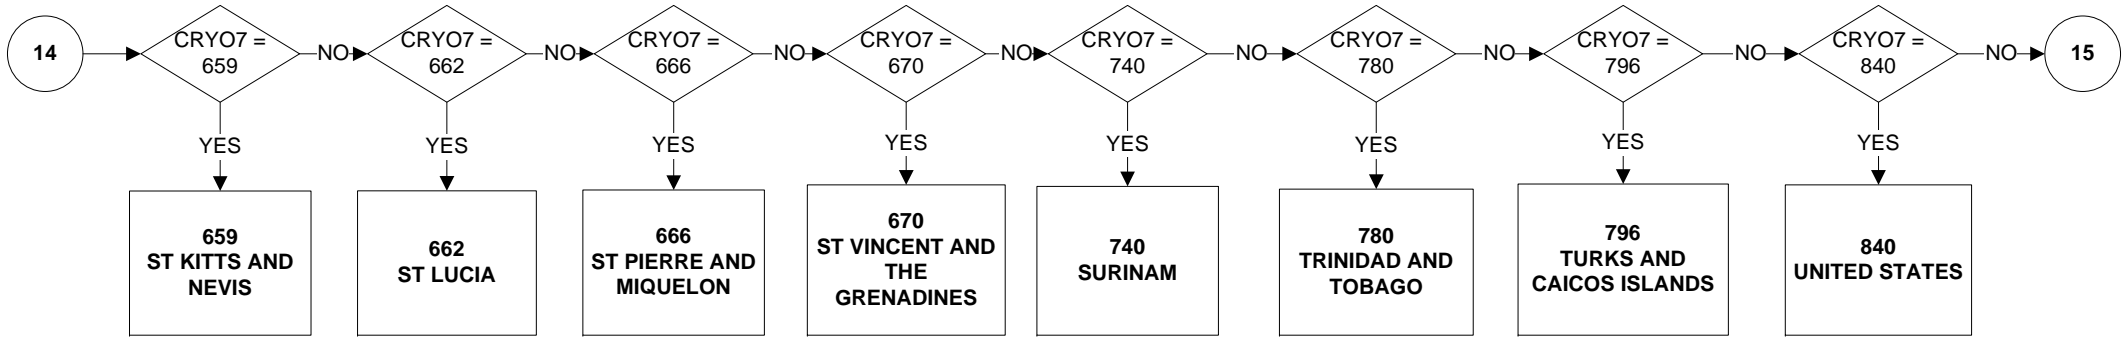 14
CRYO7 =
659
NO
CRYO7 =
662
NO
CRYO7 =
666
NO
CRYO7 =
670
NO
CRYO7 =
740
NO
CRYO7 =
780
NO
CRYO7 =
796
NO
CRYO7 =
840
NO
15
YES
YES
YES
YES
YES
YES
YES
YES
659
ST KITTS AND
NEVIS
662
ST LUCIA
666
ST PIERRE AND
MIQUELON
670
ST VINCENT AND
THE
GRENADINES
740
SURINAM
780
TRINIDAD AND
TOBAGO
796
TURKS AND
CAICOS ISLANDS
840
UNITED STATES